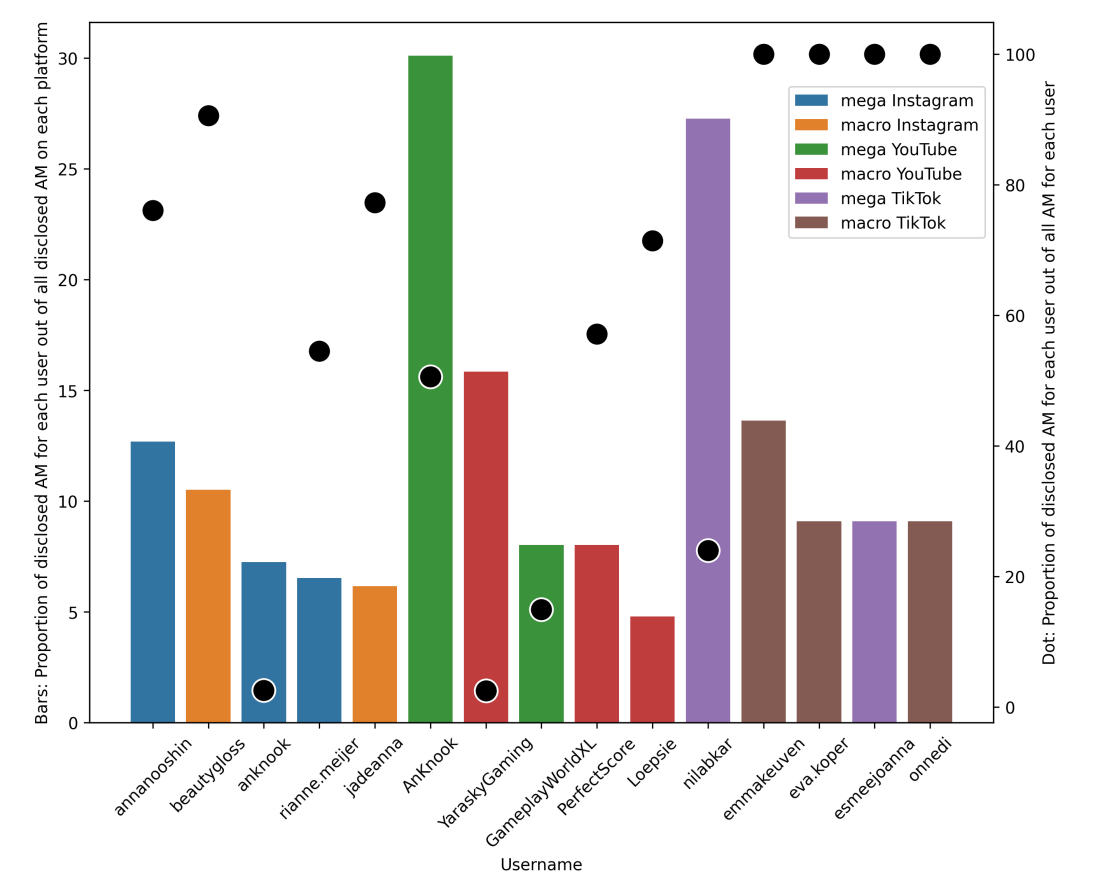 Bars: Proportion of disclosed AM for each user out of all disclosed AM on each platform
30
25
20
15
10
5
0
100
80
60
40
20
0
Dot: Proportion of disclosed AM for each user out of all AM for each user
mega Instagram
macro Instagram
mega YouTube
macro YouTube
mega TikTok
macro TikTok
annanooshin
beautygloss
anknook
rianne.meijer
jadeanna
AnKnook
YaraskyGaming
GameplayWorldXL
PerfectScore
Loepsie
nilabkar
emmakeuven
eva.koper
esmeejoanna
onnedi
Username